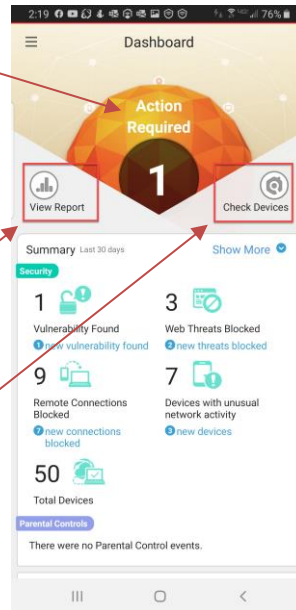 2:19
76%
Dashboard
Action
Required
1
View Report
Check Devices
Summary Last 30 days
Show More
Security
1
3
Vulnerability Found
Web Threats Blocked
1 new vulnerability found
2 new threats blocked
9
7
Remote Connections
Blocked
Devices with unusual
network activity
7 new connections
blocked
3 new devices
50
Total Devices
Parental Controls
There were no Parental Control events.